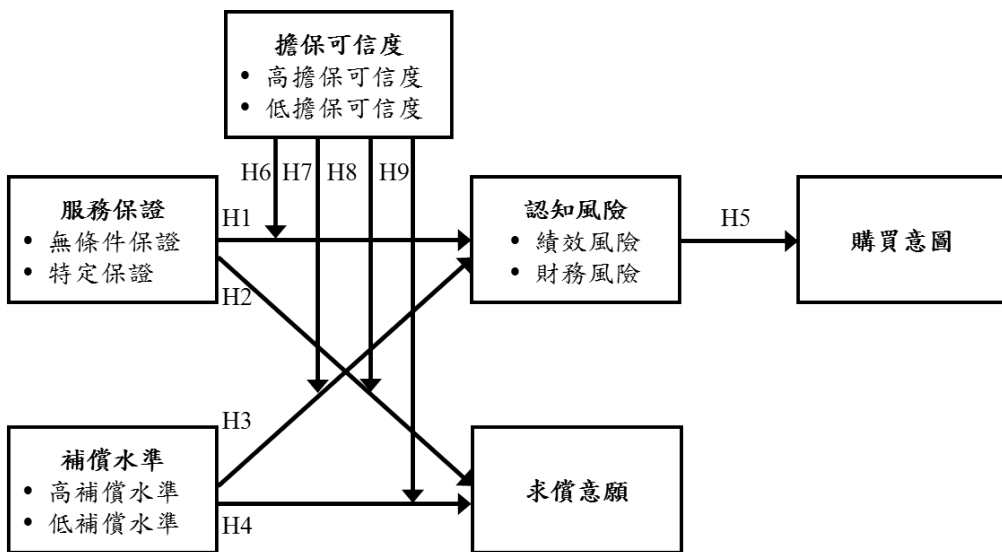 擔保可信度
• 高擔保可信度
• 低擔保可信度
H6 H7 H8 H9
服務保證
• 無條件保證
• 特定保證
H1
H2
認知風險
• 績效風險
• 財務風險
H5
購買意圖
補償水準
• 高補償水準
• 低補償水準
H3
H4
求償意願